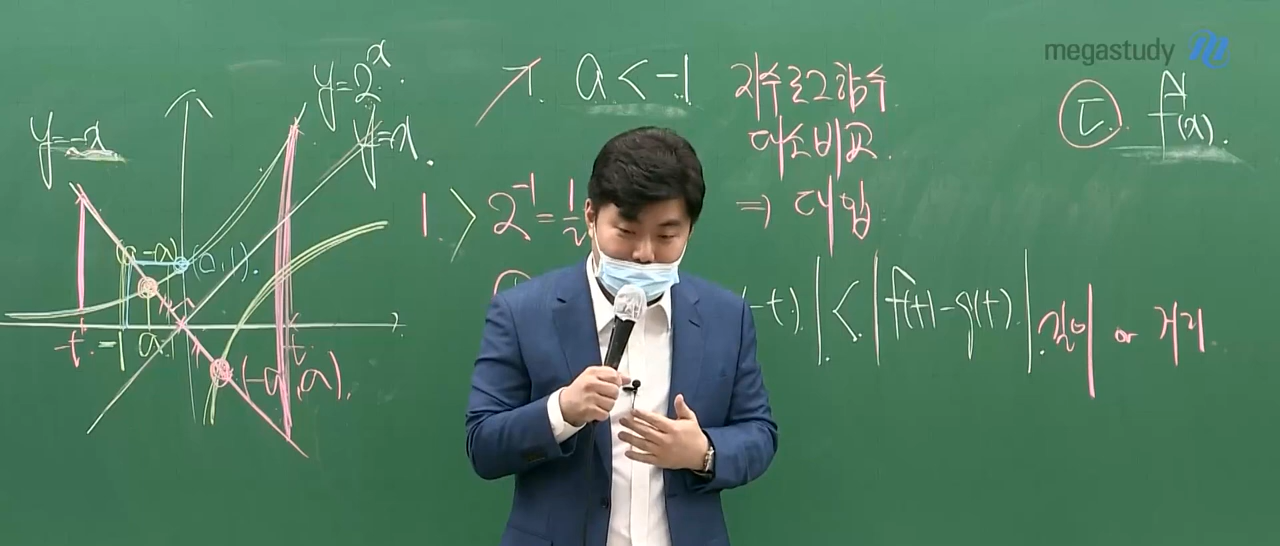 megastudy
y=2^x.
y=-x
y=x.
(-a)
(0,1).
-t
-1
a
t
(-a, a).
a<-1
1 > 2^-1 = 1/2
지수로그함수
대소비교
⇒ 대입
-t)| < |f(t)-g(t)|. 길이 or 거리
ㄷ. f(x).